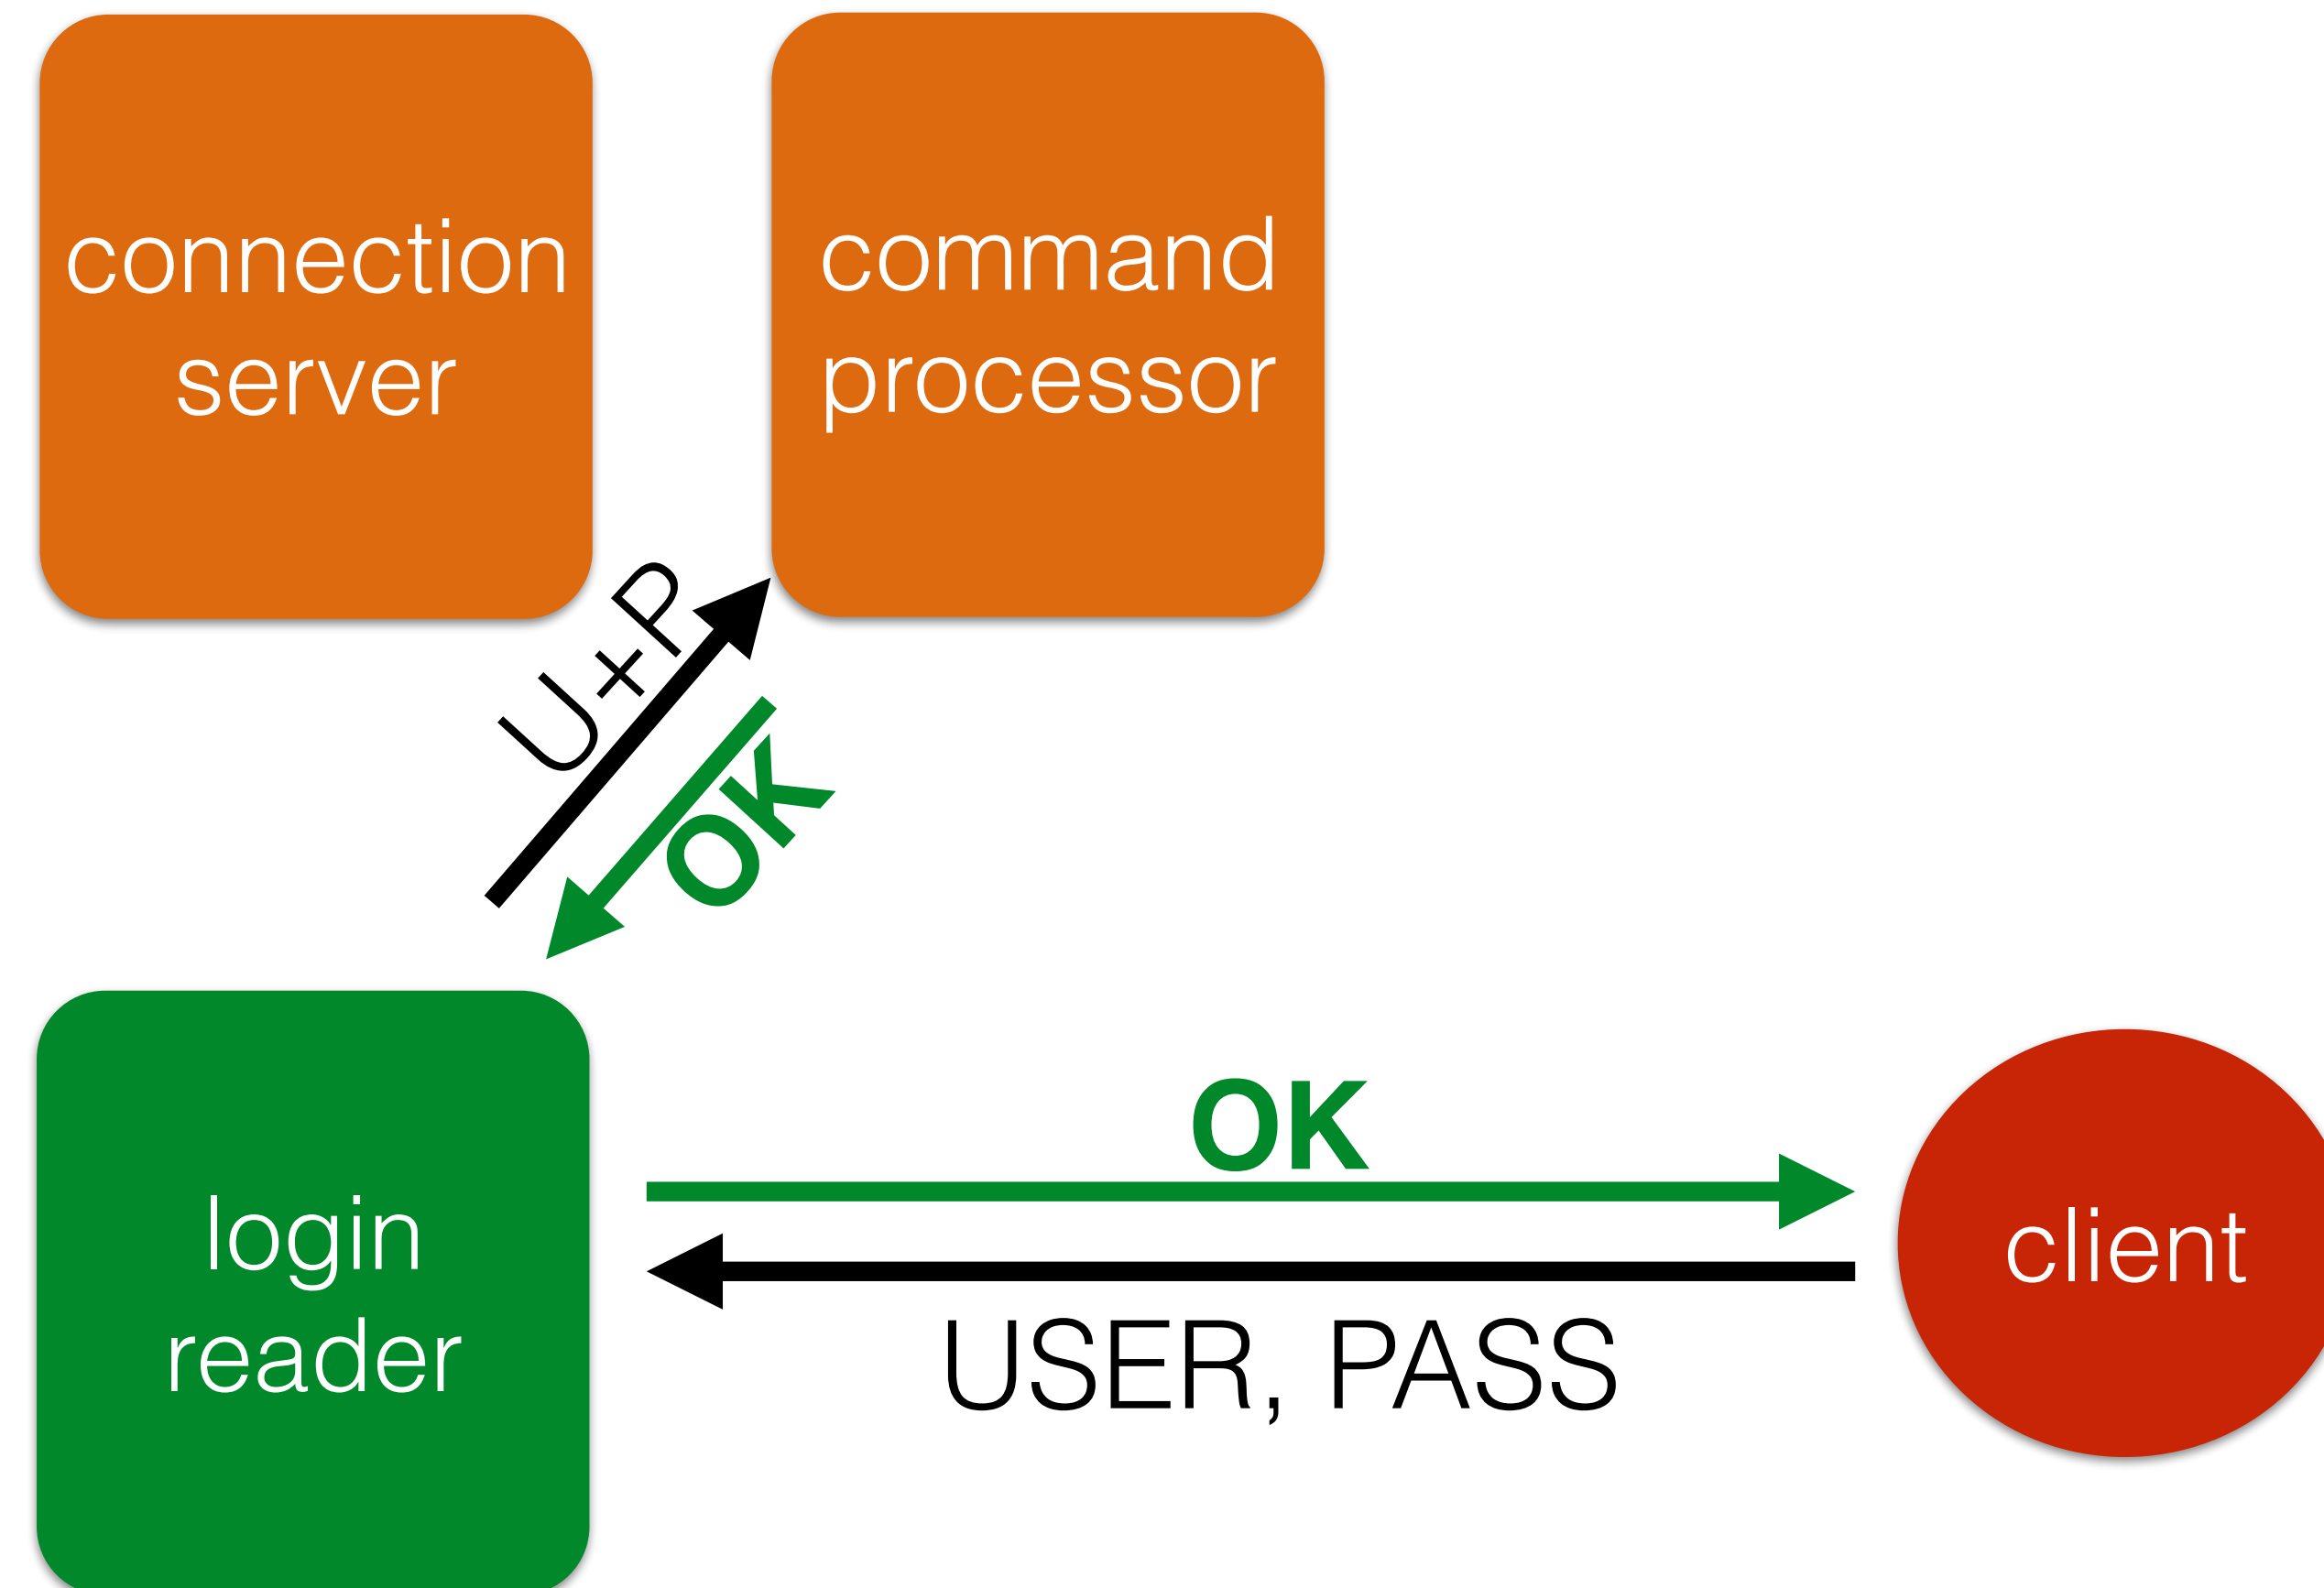 connection
server
command
processor
U+P
OK
login
reader
OK
USER, PASS
client